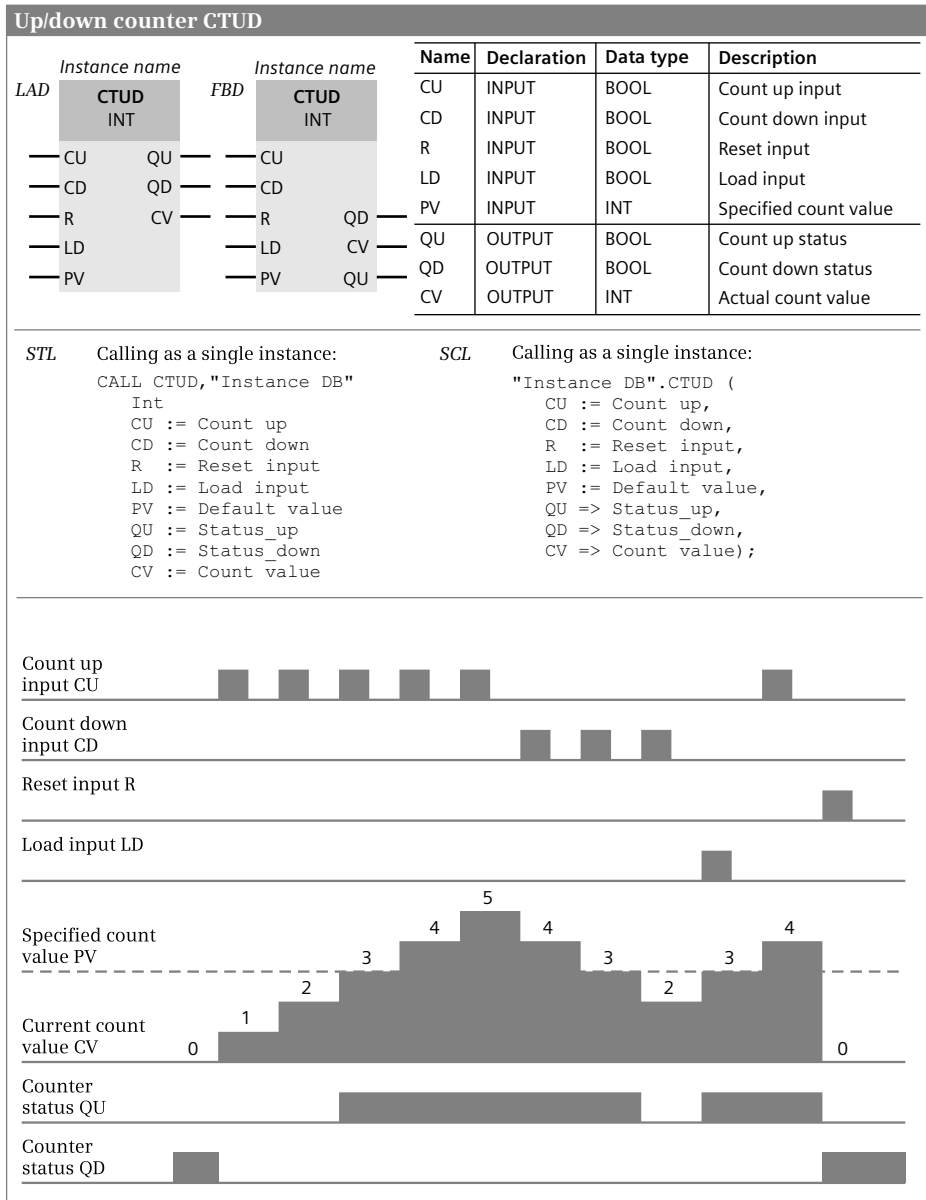 Up/down counter CTUD
LAD
Instance name
CTUD
INT
CU QU
CD QD
R CV
LD
PV
FBD
Instance name
CTUD
INT
CU
CD
R QD
LD CV
PV QU
Name Declaration Data type Description
CU INPUT BOOL Count up input
CD INPUT BOOL Count down input
R INPUT BOOL Reset input
LD INPUT BOOL Load input
PV INPUT INT Specified count value
QU OUTPUT BOOL Count up status
QD OUTPUT BOOL Count down status
CV OUTPUT INT Actual count value
STL Calling as a single instance:
CALL CTUD,"Instance DB"
Int
CU := Count up
CD := Count down
R := Reset input
LD := Load input
PV := Default value
QU := Status_up
QD := Status_down
CV := Count value
SCL Calling as a single instance:
"Instance DB".CTUD (
CU := Count up,
CD := Count down,
R := Reset input,
LD := Load input,
PV := Default value,
QU => Status_up,
QD => Status_down,
CV => Count value);
Count up
input CU
Count down
input CD
Reset input R
Load input LD
Specified count
value PV
Current count
value CV
0 1 2 3 4 5 4 3 2 3 4 0
Counter
status QU
Counter
status QD